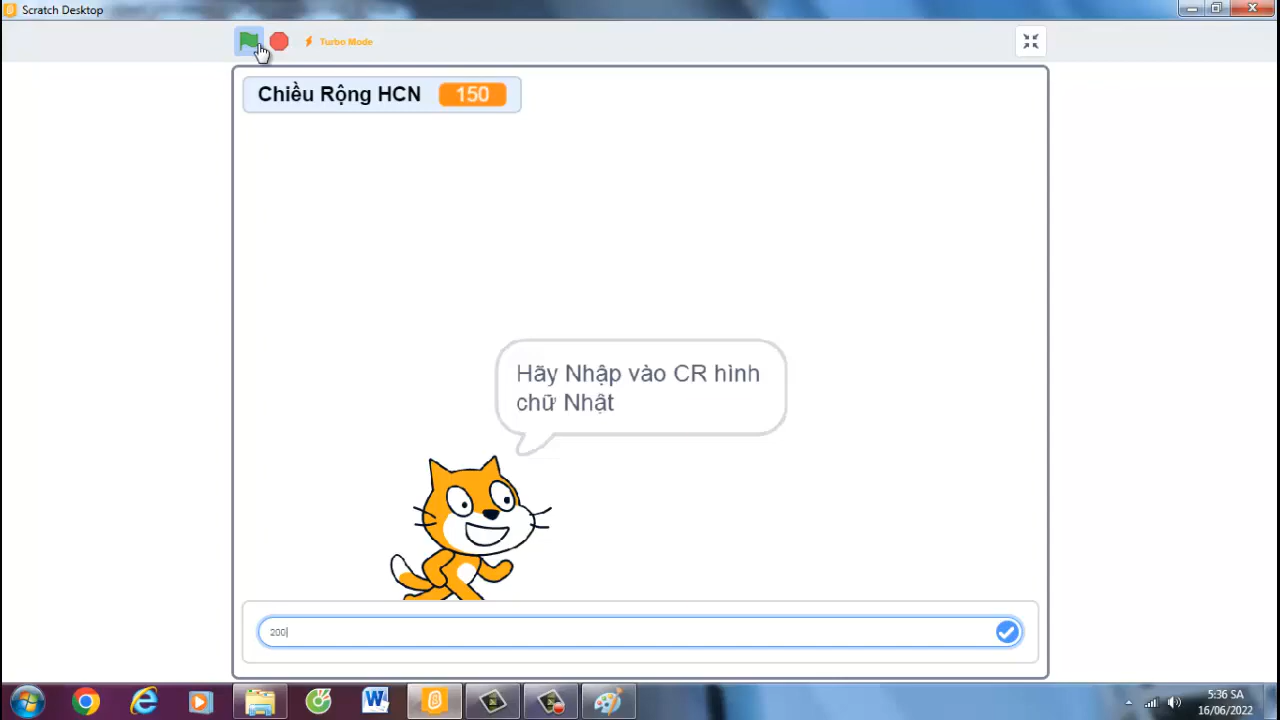 Scratch Desktop
Turbo Mode
Chiều Rộng HCN 150
Hãy Nhập vào CR hình
chữ Nhật
200
5:36 SA
16/06/2022